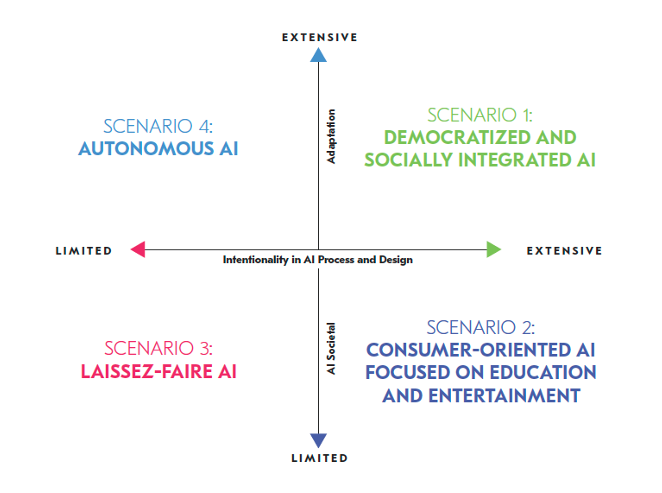 EXTENSIVE
SCENARIO 4:
AUTONOMOUS AI
Adaptation
SCENARIO 1:
DEMOCRATIZED AND
SOCIALLY INTEGRATED AI
LIMITED
Intentionality in AI Process and Design
EXTENSIVE
SCENARIO 3:
LAISSEZ-FAIRE AI
AI Societal
SCENARIO 2:
CONSUMER-ORIENTED AI
FOCUSED ON EDUCATION
AND ENTERTAINMENT
LIMITED